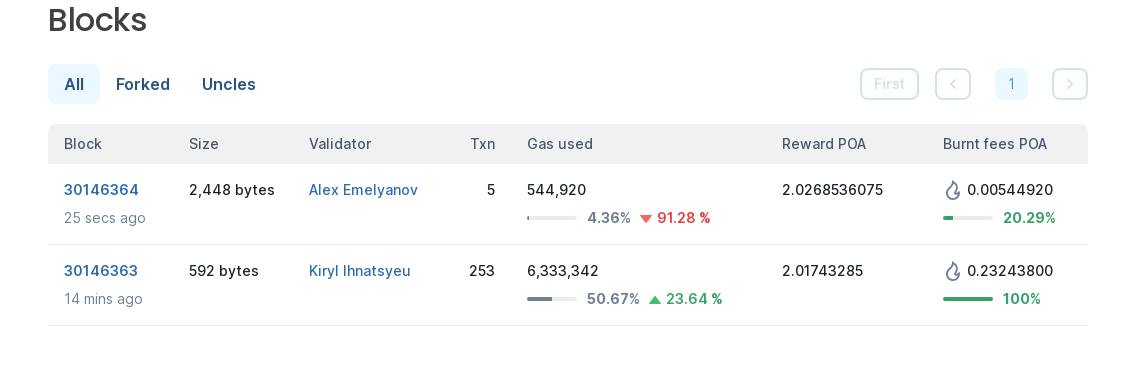 Blocks
All Forked Uncles First 1
Block Size Validator Txn Gas used Reward POA Burnt fees POA
30146364 2,448 bytes Alex Emelyanov 5 544,920 2.0268536075 0.00544920
25 secs ago 4.36% 91.28 % 20.29%
30146363 592 bytes Kiryl Ihnatsyeu 253 6,333,342 2.01743285 0.23243800
14 mins ago 50.67% 23.64 % 100%